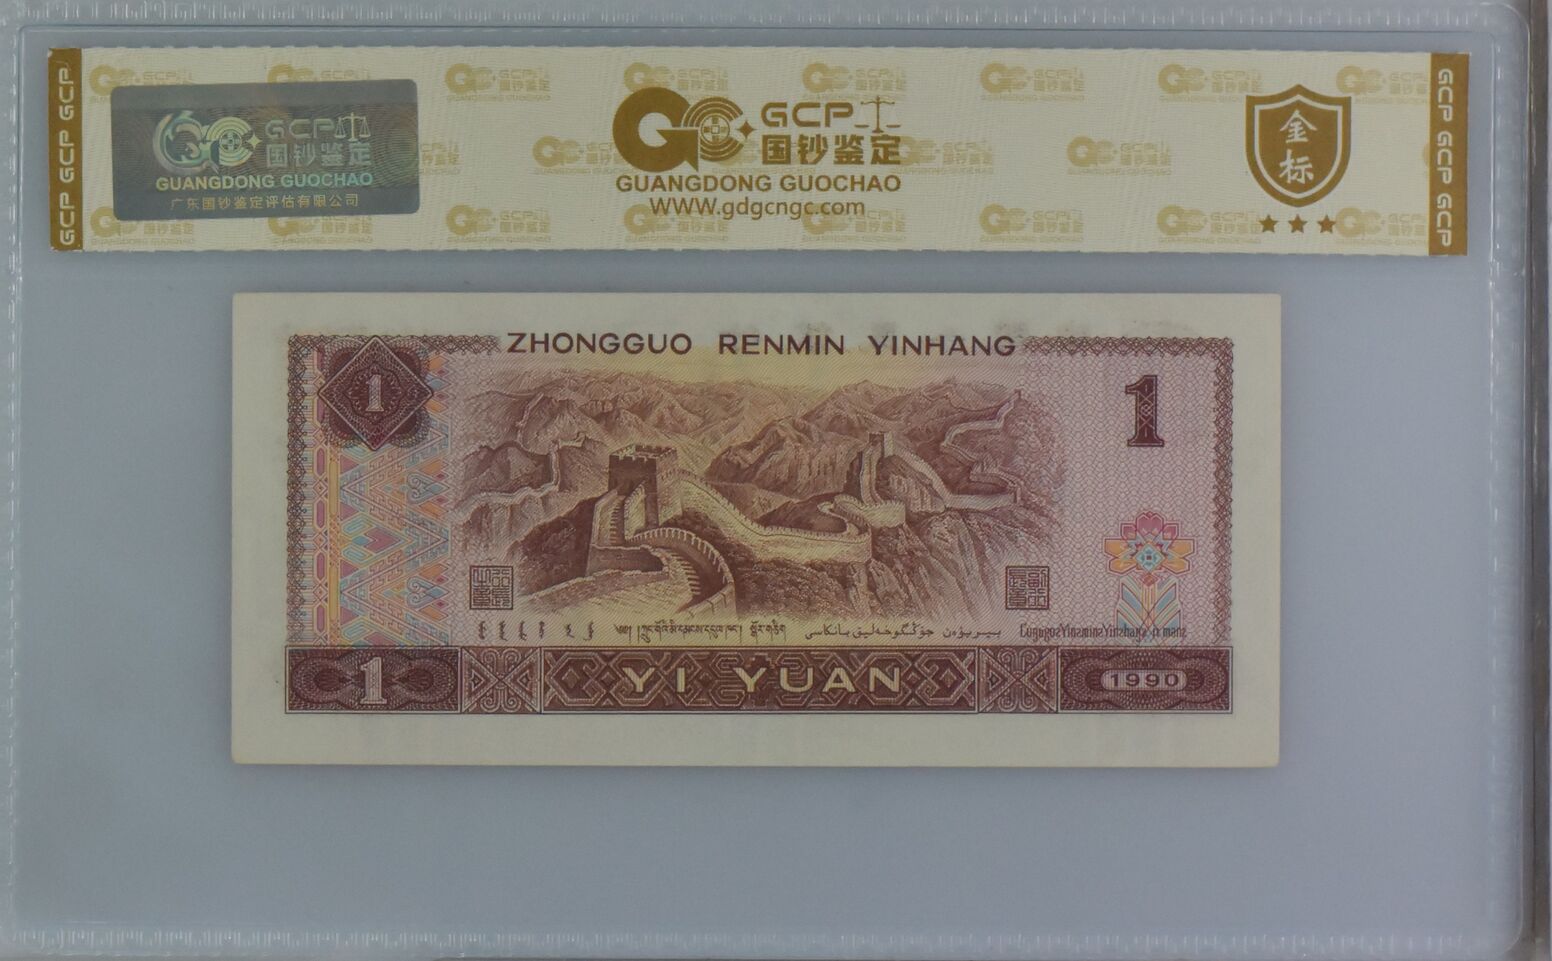 GCP GCP GCP
GCP 国钞鉴定
GUANGDONG GUOCHAO
广东国钞鉴定评估有限公司
GCP
国钞鉴定
GUANGDONG GUOCHAO
WWW.gdgcngc.com
金标
GCP GCP GCP
ZHONGGUO RENMIN YINHANG
1
1
1
YI YUAN
1990